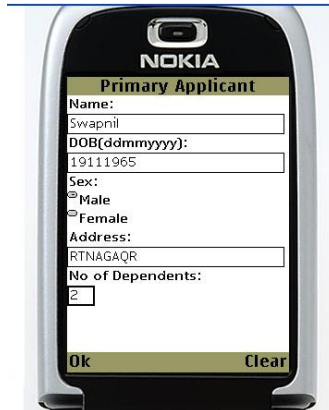 NOKIA
Primary Applicant
Name:
Swapnil
DOB(ddmmyyyy):
19111965
Sex:
Male
Female
Address:
RTNAGAQR
No of Dependents:
2
Ok Clear